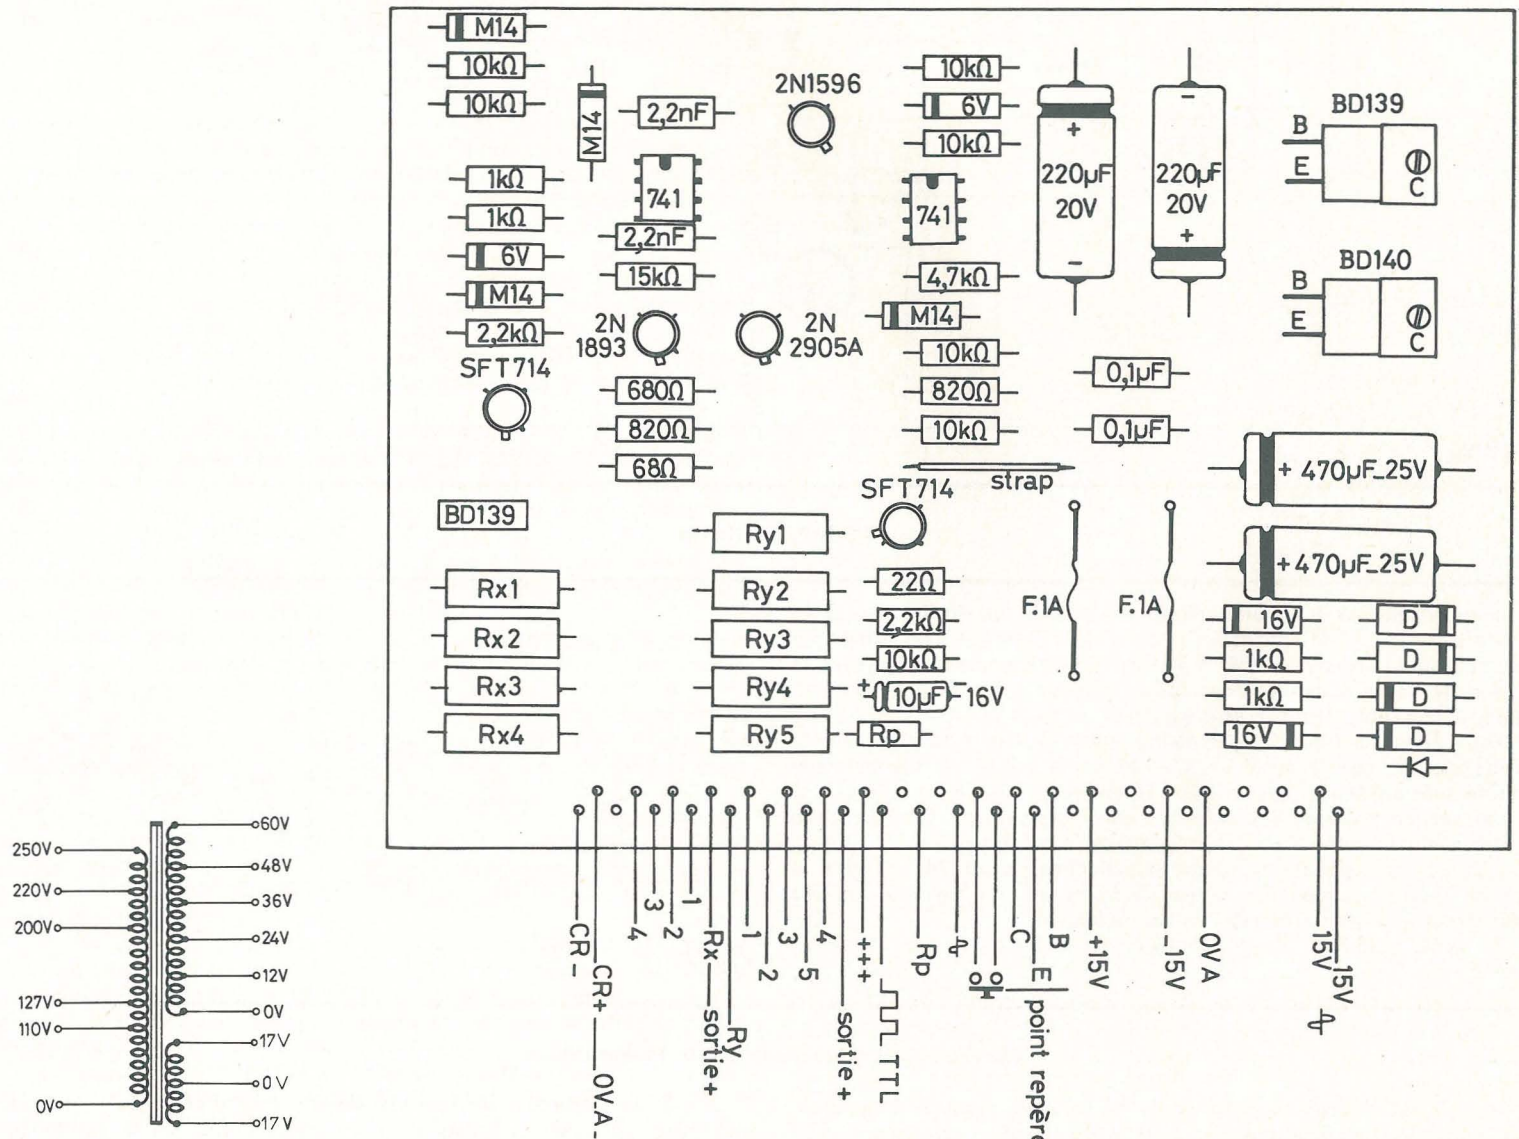 M14
10kΩ
10kΩ
M14
2,2nF
2N1596
10kΩ
6V
10kΩ
+
220µF
20V
-
-
220µF
20V
+
BD139
B
E
C
1kΩ
1kΩ
6V
M14
2,2kΩ
741
2,2nF
15kΩ
741
4,7kΩ
M14
10kΩ
820Ω
10kΩ
BD140
B
E
C
SFT714
2N
1893
2N
2905A
680Ω
820Ω
68Ω
0,1µF
0,1µF
strap
SFT714
+ 470µF_25V
+470µF_25V
BD139
Rx1
Rx2
Rx3
Rx4
Ry1
Ry2
Ry3
Ry4
Ry5
22Ω
2,2kΩ
10kΩ
+ 10µF - 16V
Rp
F.1A
F.1A
16V
1kΩ
1kΩ
16V
D
D
D
D
CR -
CR+ OV.A.
4
3
2
1
Rx sortie +
Ry
1
2
3
5
4
sortie +
+++
TTL
Rp
C
E
B
point repère
+15V
_15V
OVA
15V
15V
250V
220V
200V
127V
110V
0V
60V
48V
36V
24V
12V
0V
17V
0V
17V